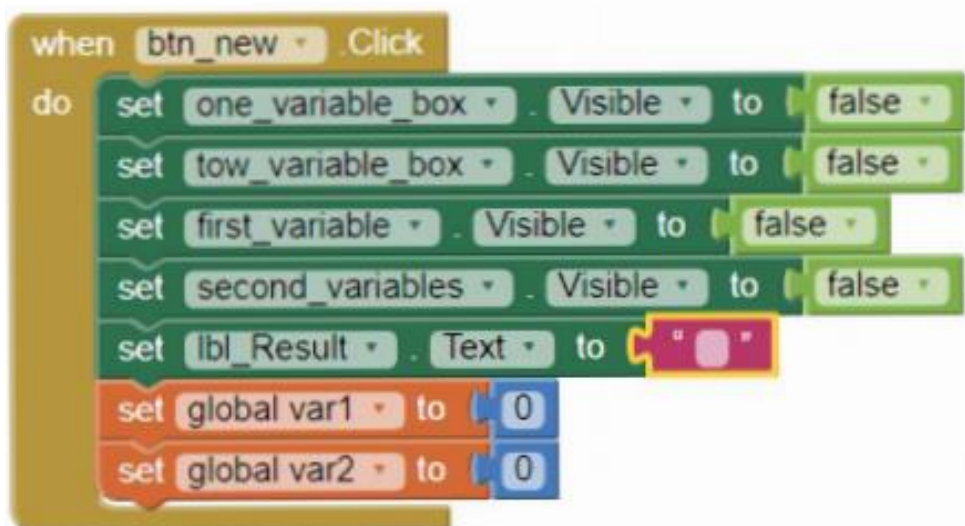 when btn_new .Click
do set one_variable_box . Visible to false
set tow_variable_box . Visible to false
set first_variable . Visible to false
set second_variables . Visible to false
set lbl_Result . Text to " "
set global var1 to 0
set global var2 to 0